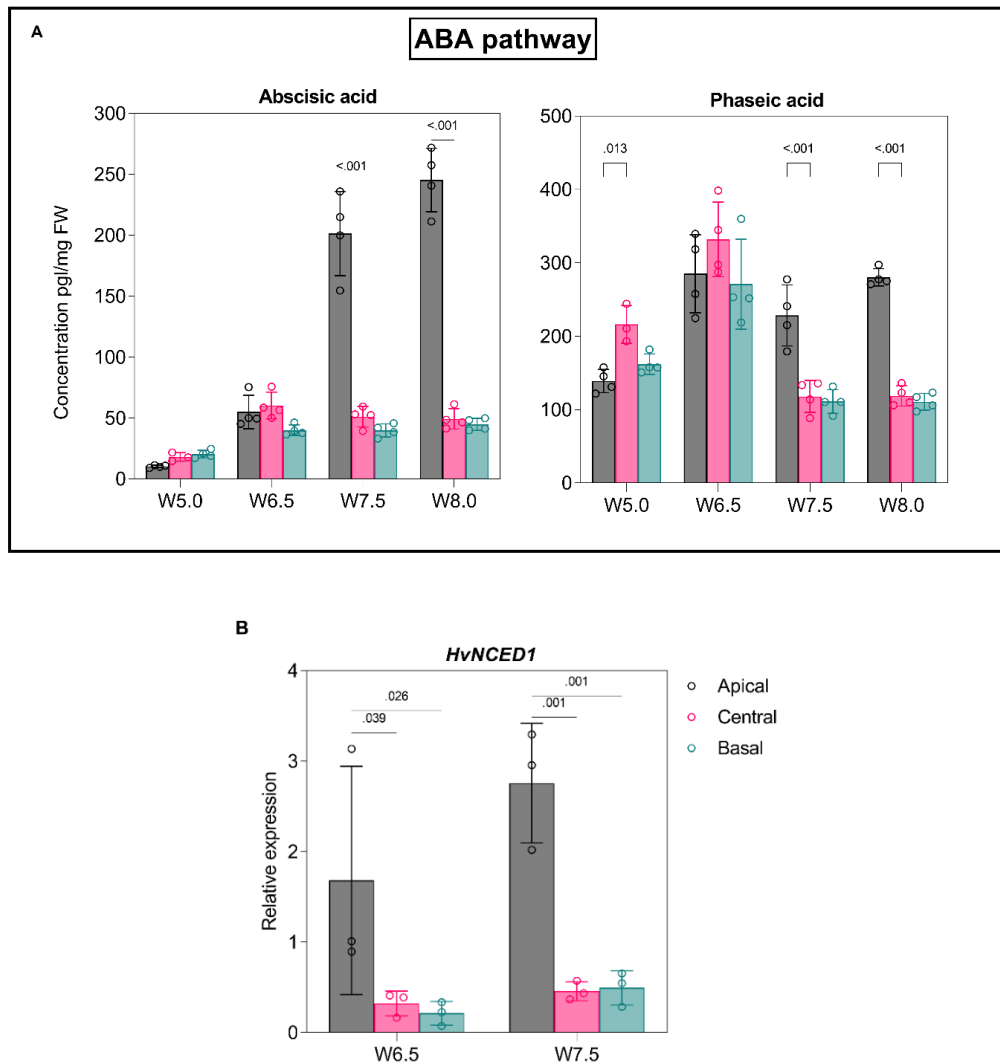 A
ABA pathway
Abscisic acid
Concentration pgl/mg FW
300
250
200
150
100
50
0
<.001
<.001
W5.0 W6.5 W7.5 W8.0
Phaseic acid
500
400
300
200
100
0
.013
<.001
<.001
W5.0 W6.5 W7.5 W8.0
B
HvNCED1
Relative expression
4
3
2
1
0
.026
.039
.001
.001
W6.5 W7.5
Apical
Central
Basal